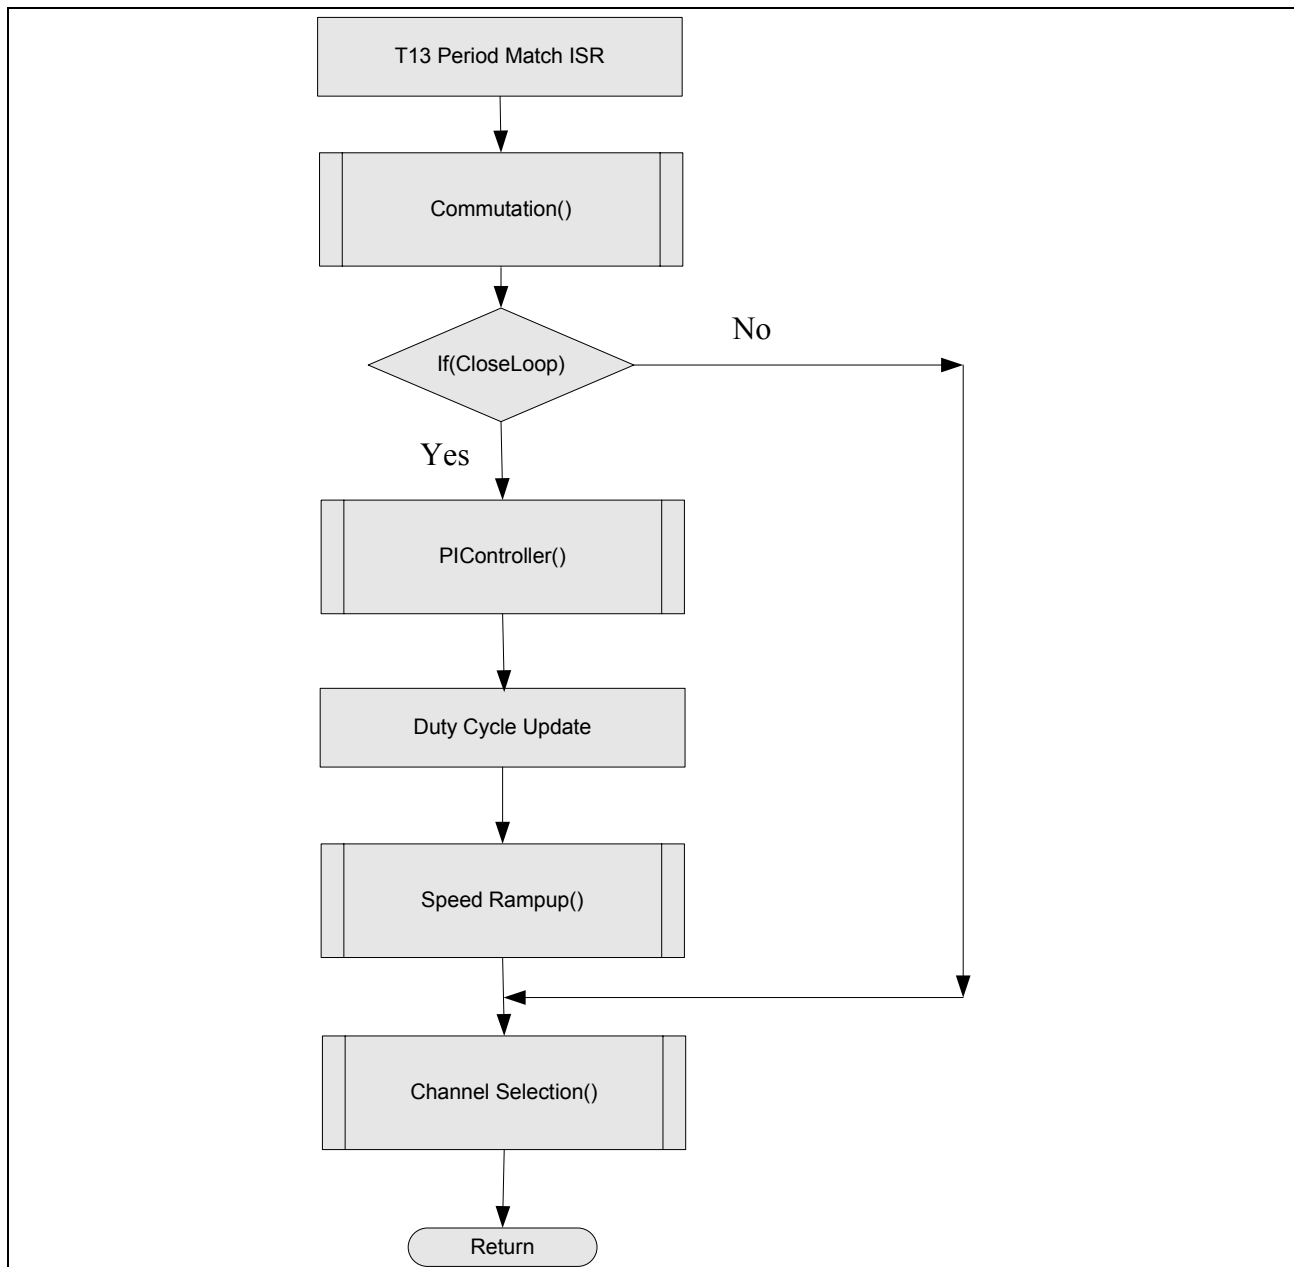 T13 Period Match ISR
Commutation()
If(CloseLoop)
No
Yes
PIController()
Duty Cycle Update
Speed Rampup()
Channel Selection()
Return